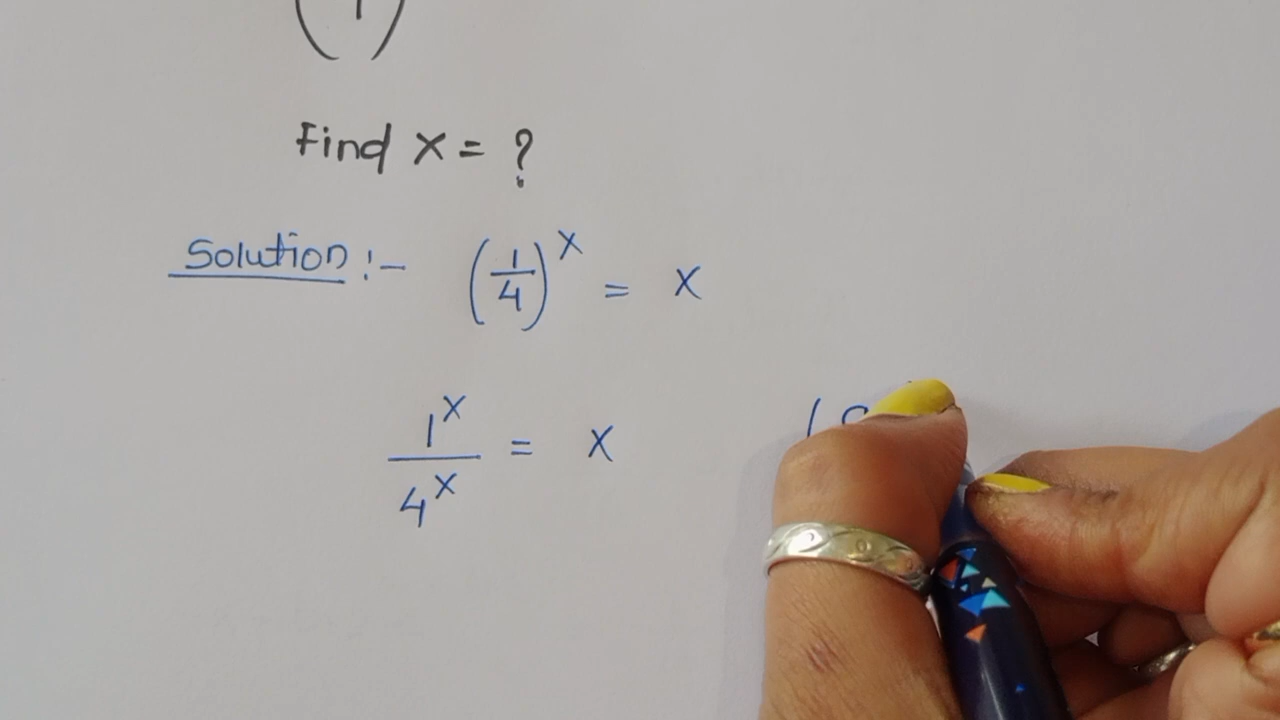 Find x = ?
Solution :- (1/4)^x = x
1^x/4^x = x